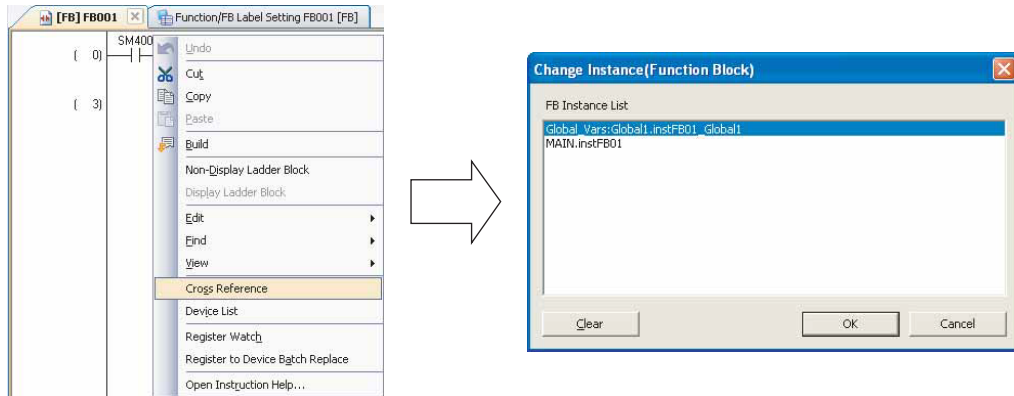 [FB] FB001
Function/FB Label Setting FB001 [FB]
( 0)
SM400
( 3)
Undo
Cut
Copy
Paste
Build
Non-Display Ladder Block
Display Ladder Block
Edit
Find
View
Cross Reference
Device List
Register Watch
Register to Device Batch Replace
Open Instruction Help...
Change Instance(Function Block)
FB Instance List
Global_Vars:Global1.instFB01_Global1
MAIN.instFB01
Clear
OK
Cancel